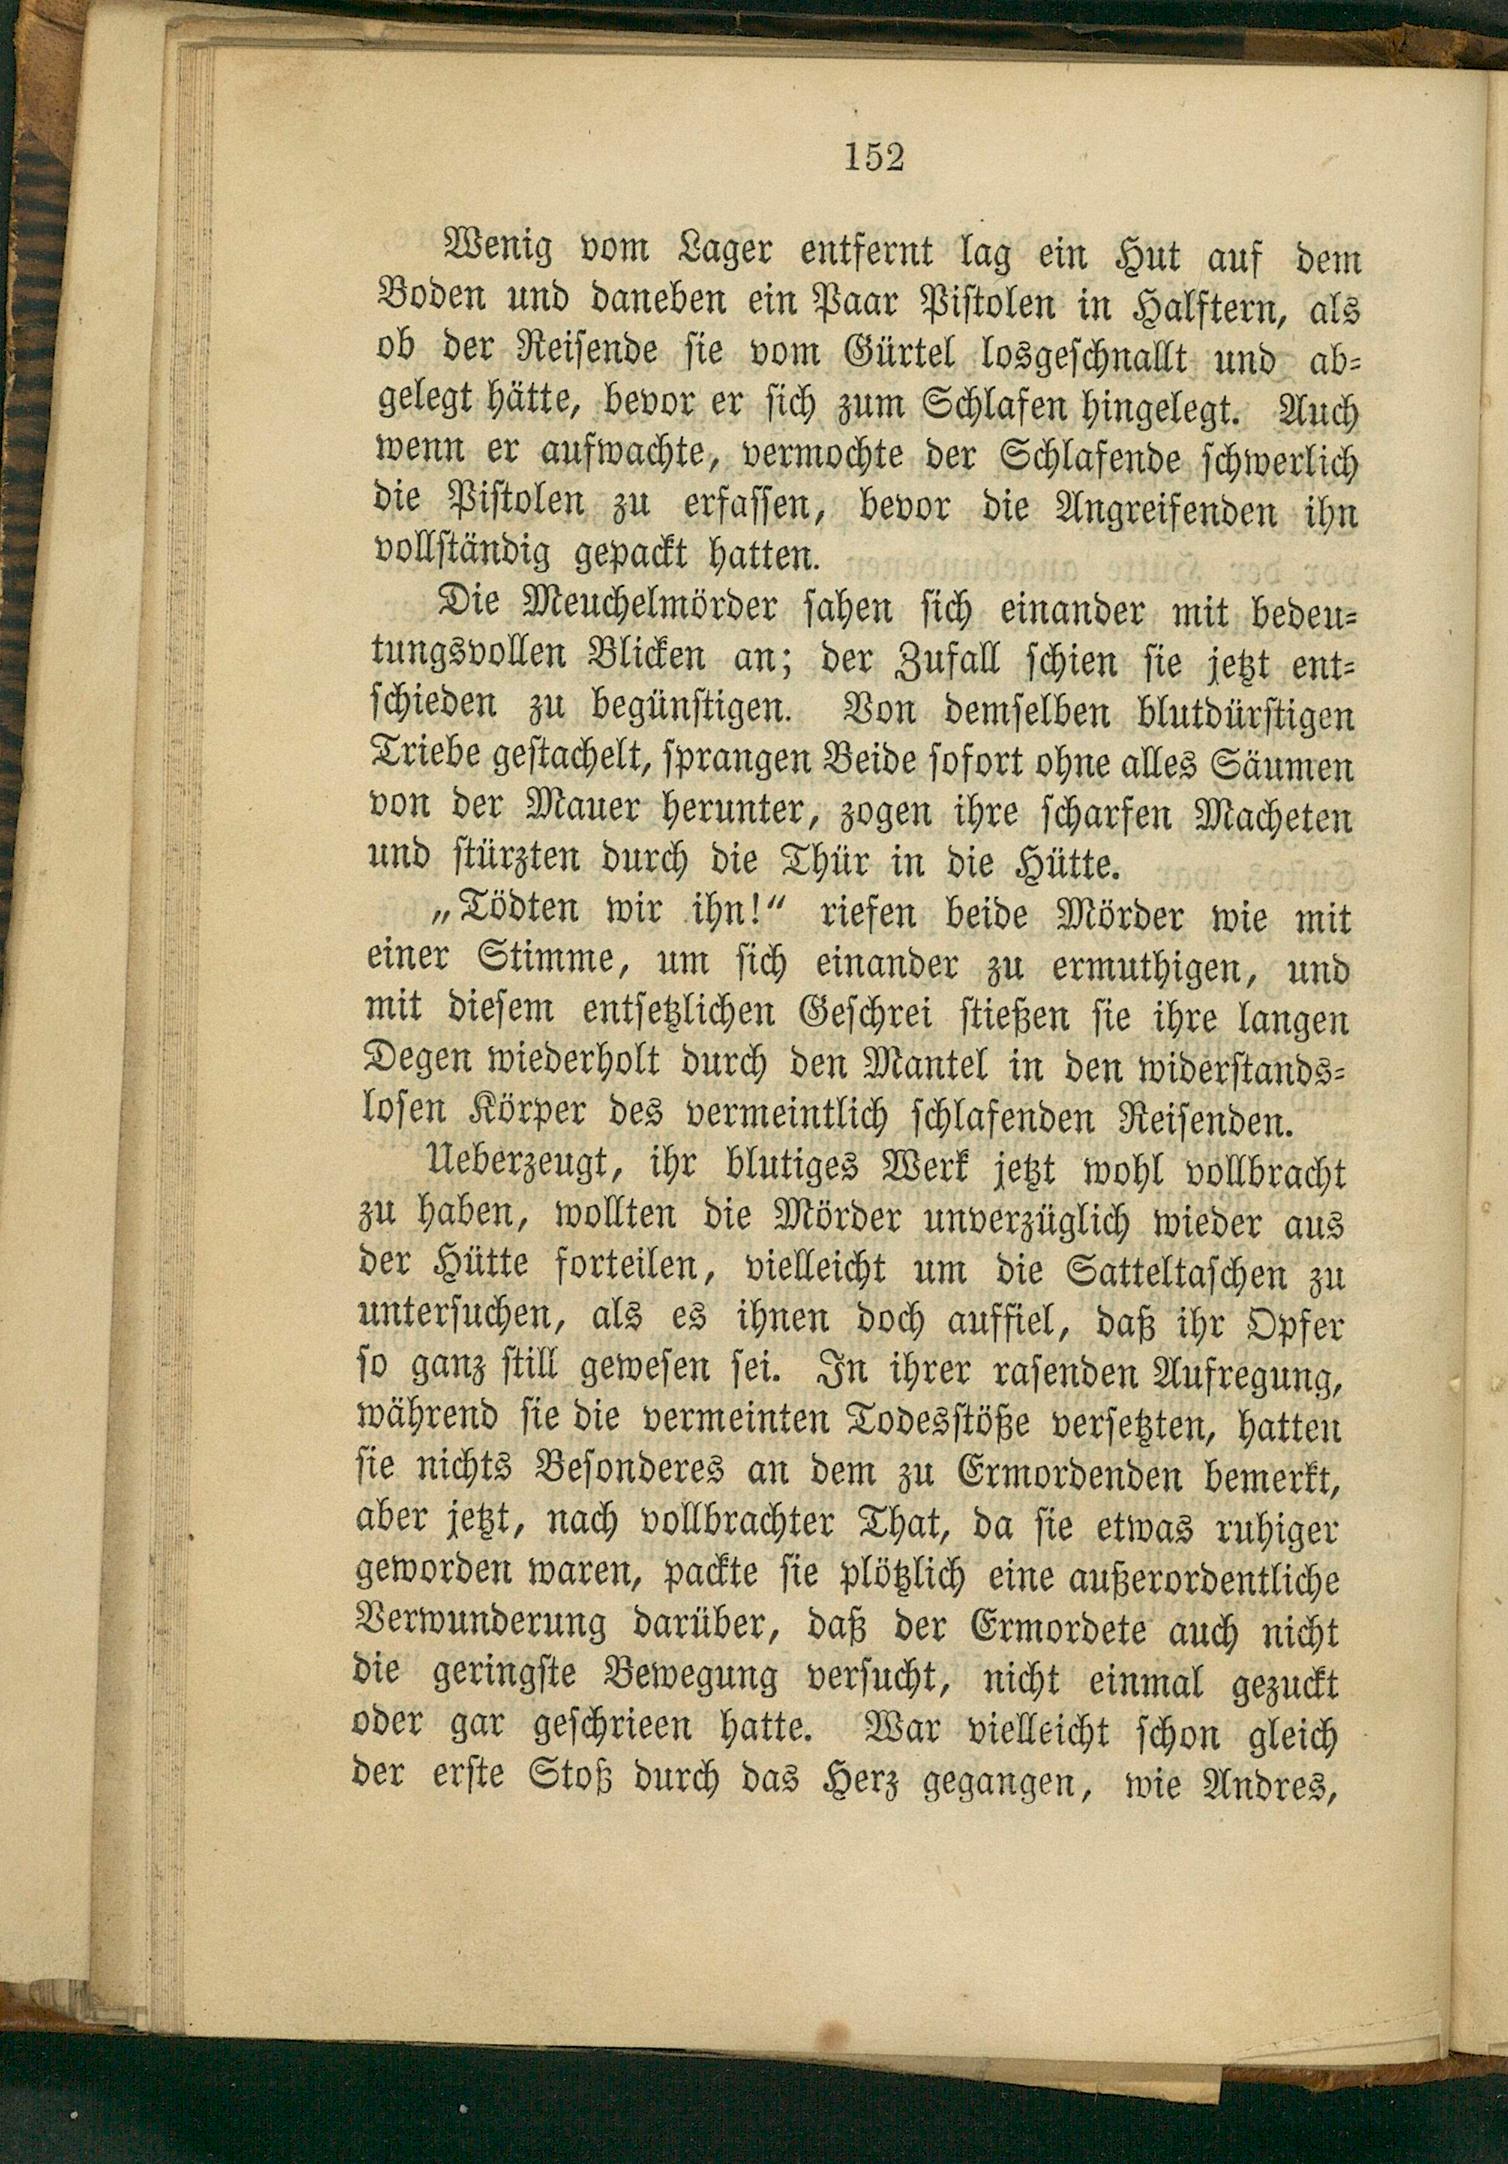 152
Wenig vom Lager entfernt lag ein Hut auf dem
Boden und daneben ein Paar Pistolen in Halftern, als
ob der Reisende sie vom Gürtel losgeschnallt und ab-
gelegt hätte, bevor er sich zum Schlafen hingelegt. Auch
wenn er aufwachte, vermochte der Schlafende schwerlich
die Pistolen zu erfassen, bevor die Angreifenden ihn
vollständig gepackt hatten.
Die Meuchelmörder sahen sich einander mit bedeu-
tungsvollen Blicken an; der Zufall schien sie jetzt ent-
schieden zu begünstigen. Von demselben blutdürstigen
Triebe gestachelt, sprangen Beide sofort ohne alles Säumen
von der Mauer herunter, zogen ihre scharfen Macheten
und stürzten durch die Thür in die Hütte.
„Tödten wir ihn!“ riefen beide Mörder wie mit
einer Stimme, um sich einander zu ermuthigen, und
mit diesem entsetzlichen Geschrei stießen sie ihre langen
Degen wiederholt durch den Mantel in den widerstands-
losen Körper des vermeintlich schlafenden Reisenden.
Ueberzeugt, ihr blutiges Werk jetzt wohl vollbracht
zu haben, wollten die Mörder unverzüglich wieder aus
der Hütte forteilen, vielleicht um die Satteltaschen zu
untersuchen, als es ihnen doch auffiel, daß ihr Opfer
so ganz still gewesen sei. In ihrer rasenden Aufregung,
während sie die vermeinten Todesstöße versetzten, hatten
sie nichts Besonderes an dem zu Ermordenden bemerkt,
aber jetzt, nach vollbrachter That, da sie etwas ruhiger
geworden waren, packte sie plötzlich eine außerordentliche
Verwunderung darüber, daß der Ermordete auch nicht
die geringste Bewegung versucht, nicht einmal gezuckt
oder gar geschrieen hatte. War vielleicht schon gleich
der erste Stoß durch das Herz gegangen, wie Andres,